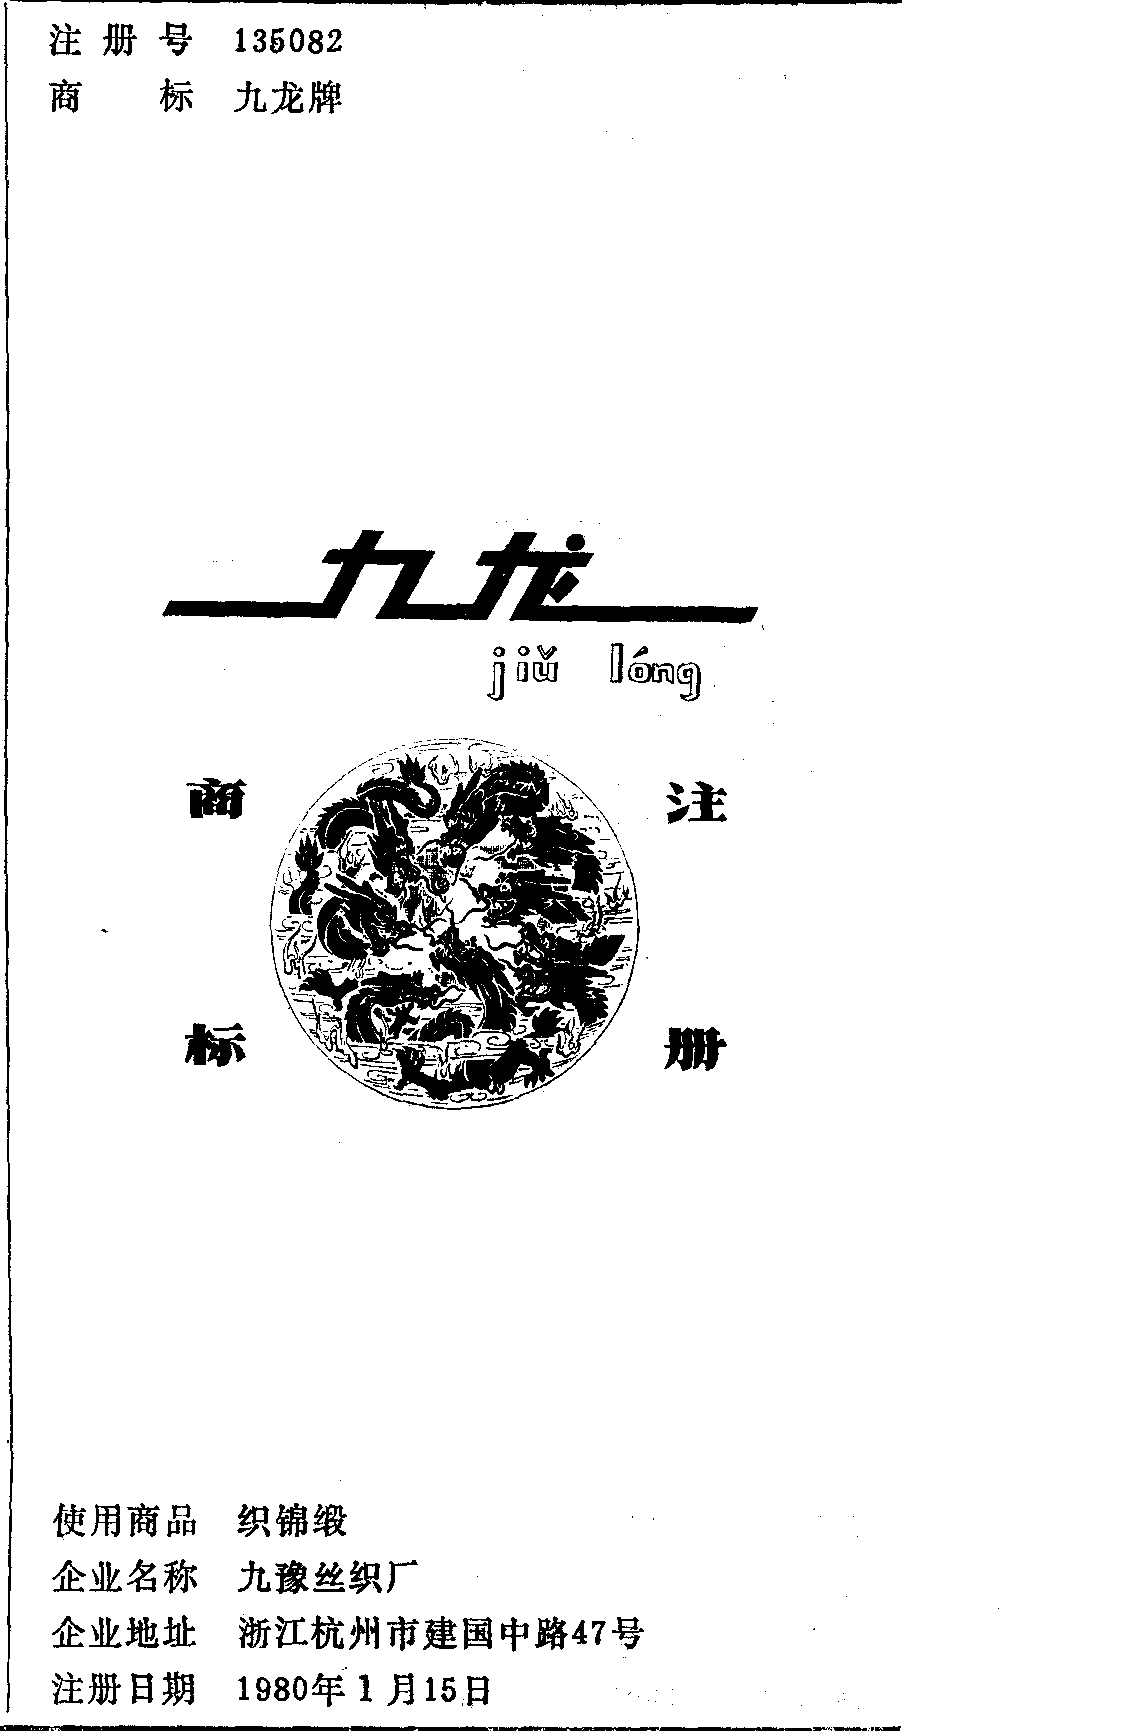 注册号 135082
商标 九龙牌
九龙
jiǔ lóng
商 注
标 册
使用商品 织锦缎
企业名称 九豫丝织厂
企业地址 浙江杭州市建国中路47号
注册日期 1980年1月15日